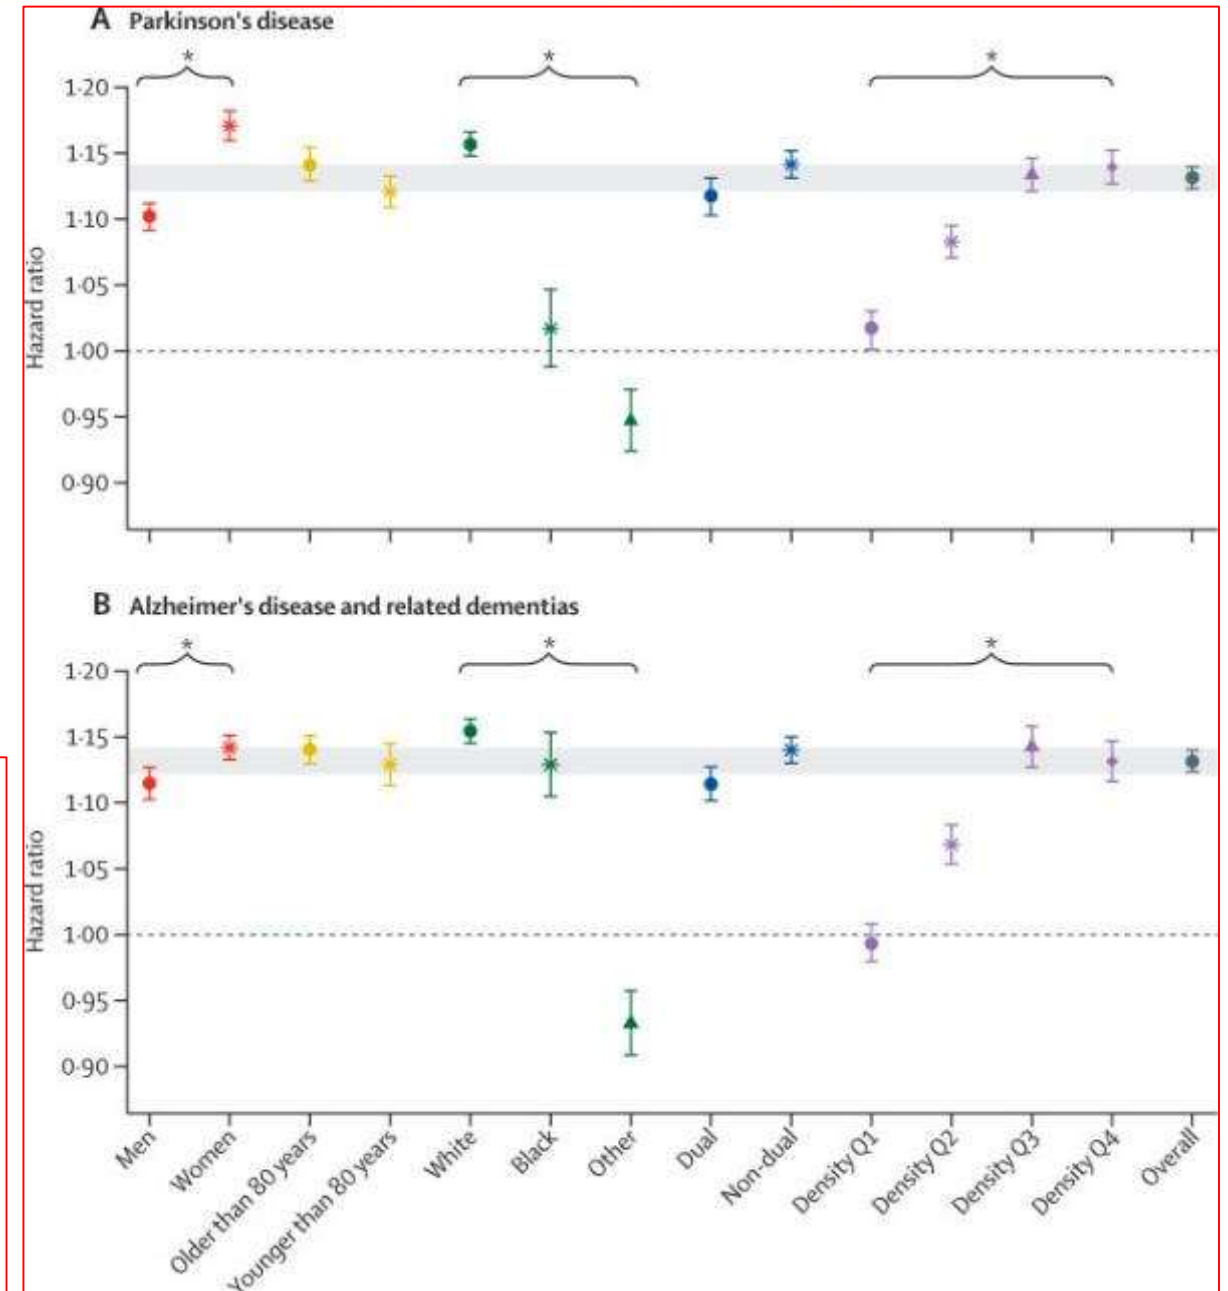 A Parkinson's disease
* * *
1·20
1·15
1·10
1·05
1·00
0·95
0·90
Hazard ratio
B Alzheimer's disease and related dementias
* * *
1·20
1·15
1·10
1·05
1·00
0·95
0·90
Hazard ratio
Men
Women
Older than 80 years
Younger than 80 years
White
Black
Other
Dual
Non-dual
Density Q1
Density Q2
Density Q3
Density Q4
Overall